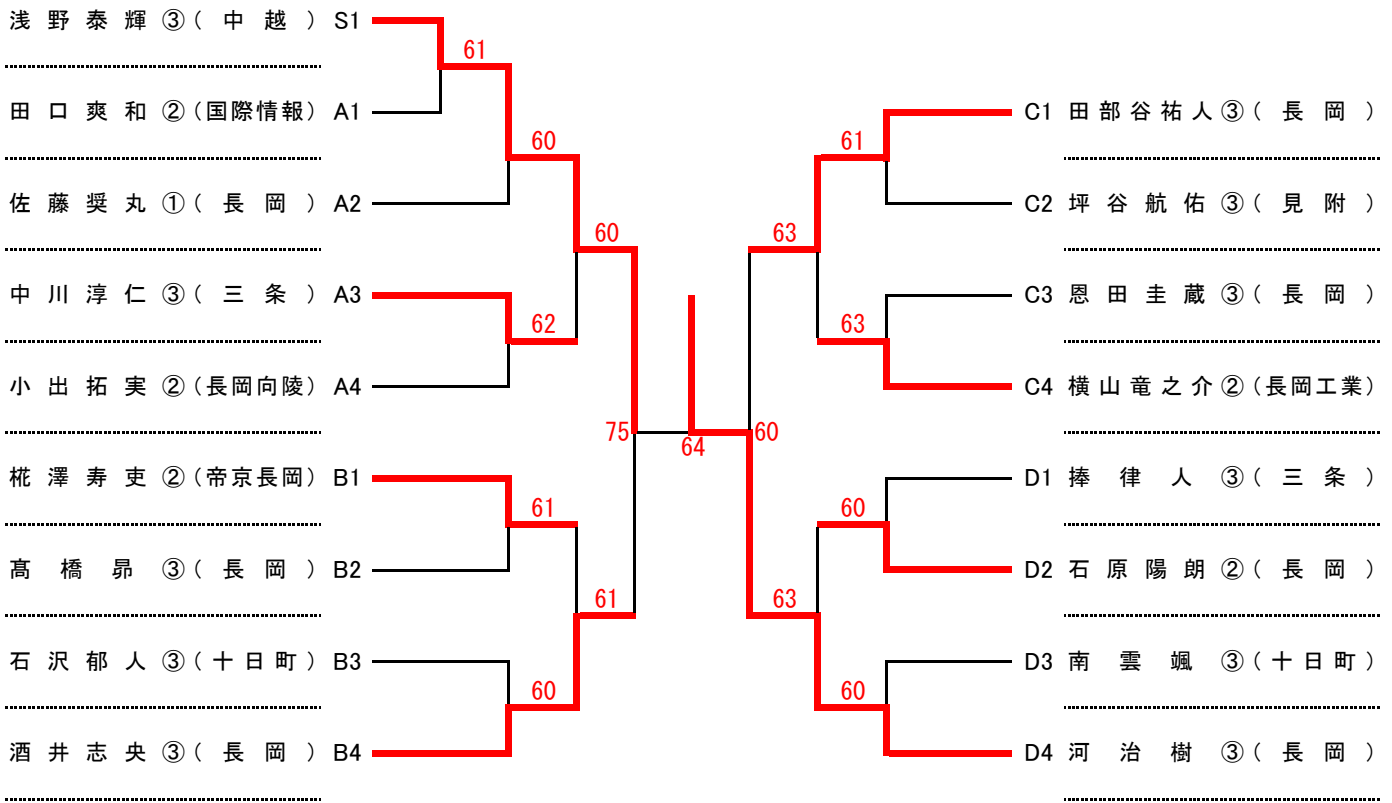 浅野泰輝③(中越) S1
61
田口爽和②(国際情報) A1
C1 田部谷祐人③(長岡)
60
61
佐藤奨丸①(長岡) A2
C2 坪谷航佑③(見附)
60
63
中川淳仁③(三条) A3
C3 恩田圭蔵③(長岡)
62
63
小出拓実②(長岡向陵) A4
C4 横山竜之介②(長岡工業)
75
64
60
椛澤寿吏②(帝京長岡) B1
D1 捧律人③(三条)
61
60
髙橋昴③(長岡) B2
D2 石原陽朗②(長岡)
61
63
石沢郁人③(十日町) B3
D3 南雲颯③(十日町)
60
60
酒井志央③(長岡) B4
D4 河治樹③(長岡)